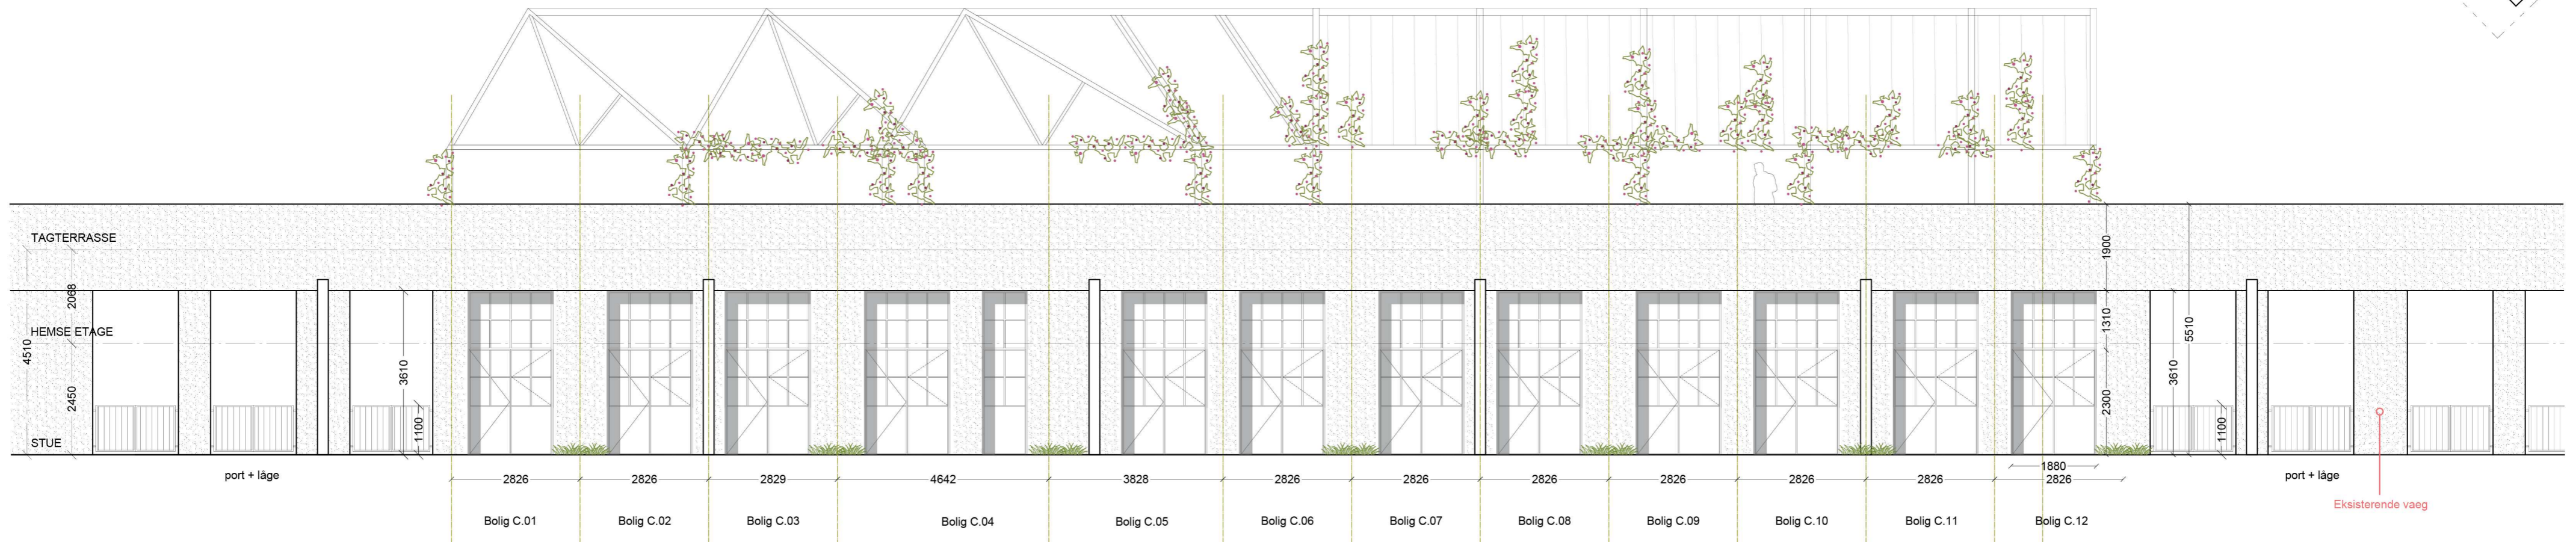 TAGTERRASSE
1900
2068
HEMSE ETAGE
1310
5510
4510
3610
3610
2450
2300
1100
1100
STUE
port + låge
2826
2826
2829
4642
3828
2826
2826
2826
2826
2826
2826
1880
2826
port + låge
Eksisterende vaeg
Bolig C.01
Bolig C.02
Bolig C.03
Bolig C.04
Bolig C.05
Bolig C.06
Bolig C.07
Bolig C.08
Bolig C.09
Bolig C.10
Bolig C.11
Bolig C.12